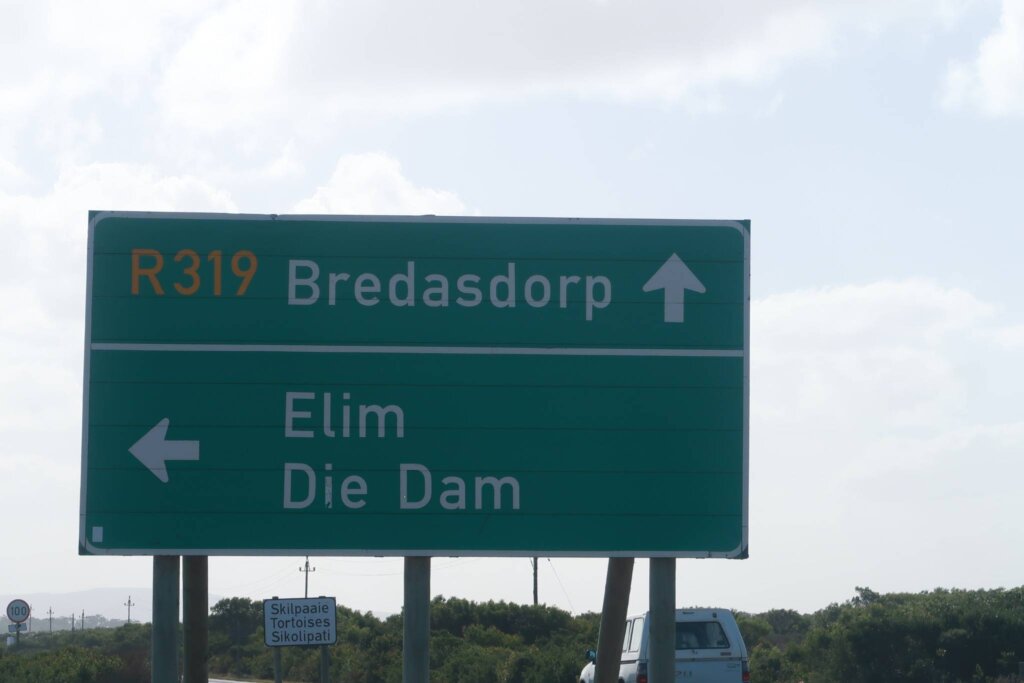 R319 Bredasdorp
Elim
Die Dam
100
Skilpaaie
Tortoises
Sikolipati